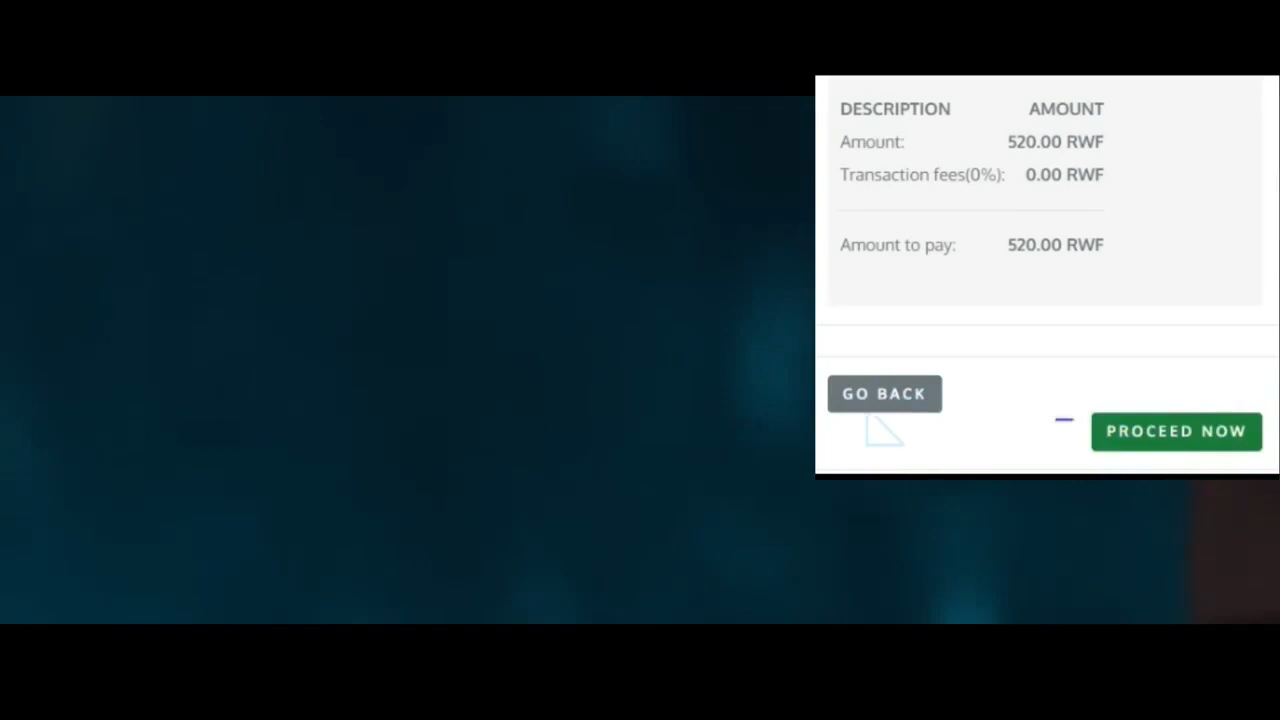 DESCRIPTION AMOUNT
Amount: 520.00 RWF
Transaction fees(0%): 0.00 RWF
Amount to pay: 520.00 RWF
GO BACK
PROCEED NOW